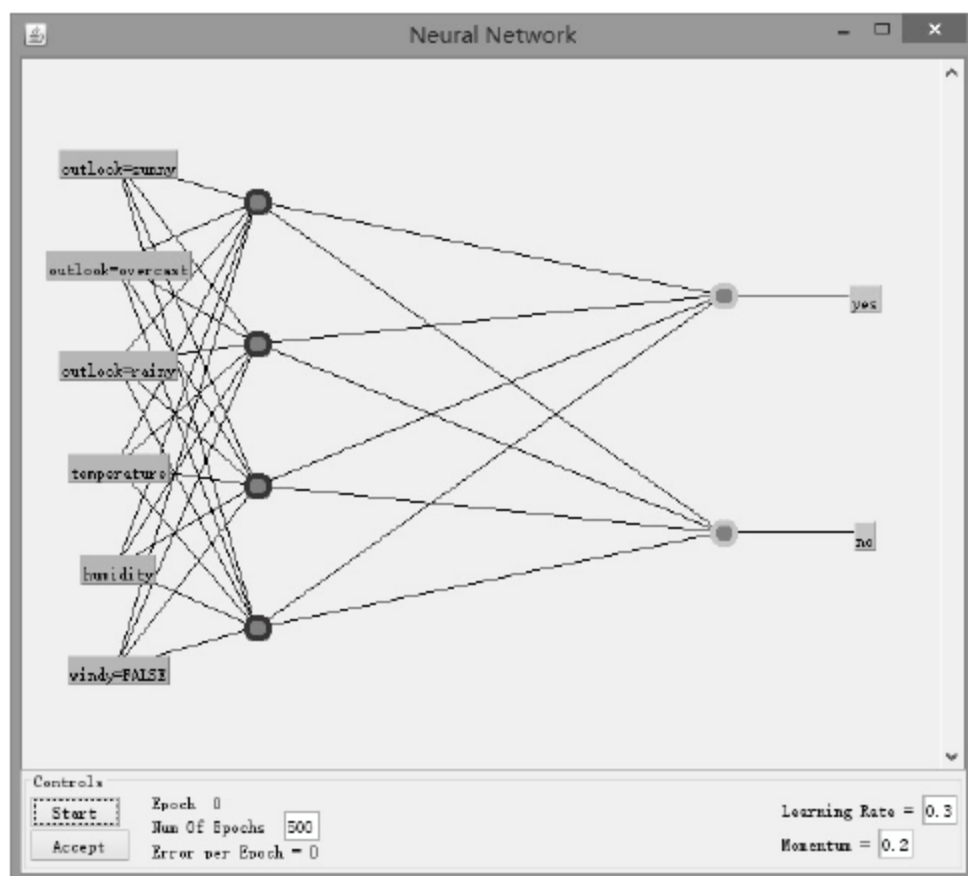 Neural Network
outlook=sunny
outlook=overcast
yes
outlook=rainy
temperature
no
humidity
windy=FALSE
Controls
Start
Epoch 0
Num Of Epochs 500
Accept
Error per Epoch = 0
Learning Rate = 0.3
Momentum = 0.2